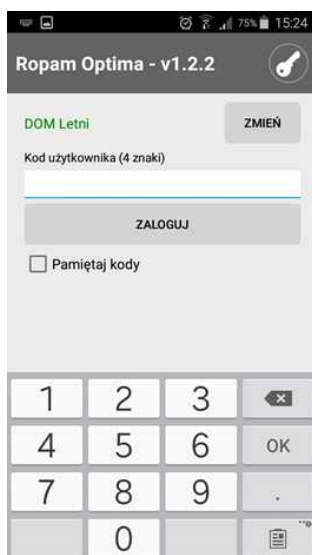 75% 15:24
Ropam Optima - v1.2.2
DOM Letni
ZMIEŃ
Kod użytkownika (4 znaki)
ZALOGUJ
Pamiętaj kody
1 2 3
4 5 6 OK
7 8 9 .
0